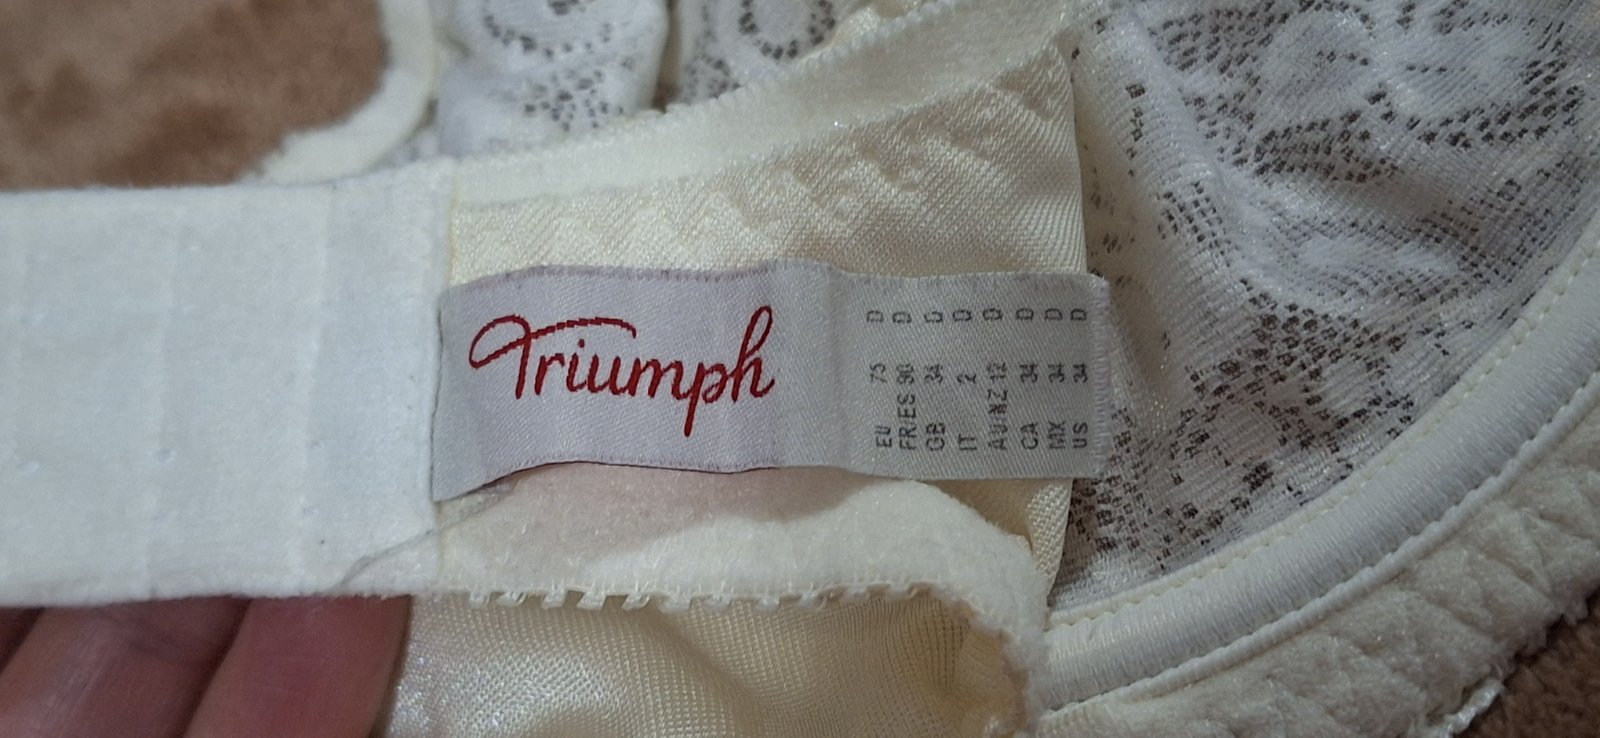 Triumph
EU 75 D
FR/ES 90 D
GB 34 D
IT 2 D
AU/NZ 12 D
CA 34 D
MX 34 D
US 34 D